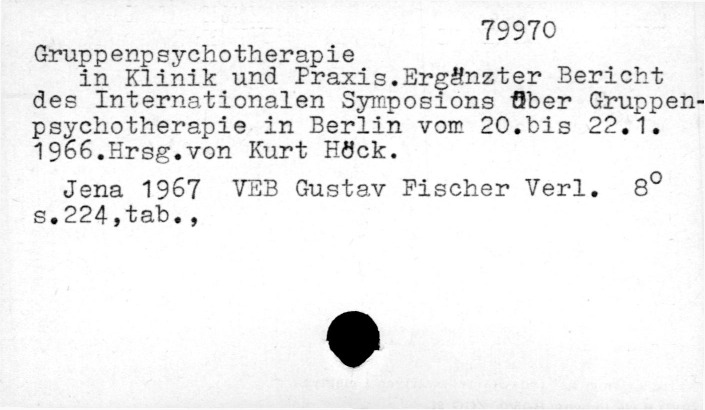 79970
Gruppenpsychotherapie
in Klinik und Praxis.Ergänzter Bericht
des Internationalen Symposions über Gruppen-
psychotherapie in Berlin vom 20.bis 22.1.
1966.Hrsg.von Kurt Höck.
Jena 1967 VEB Gustav Fischer Verl. 8°
s.224,tab.,